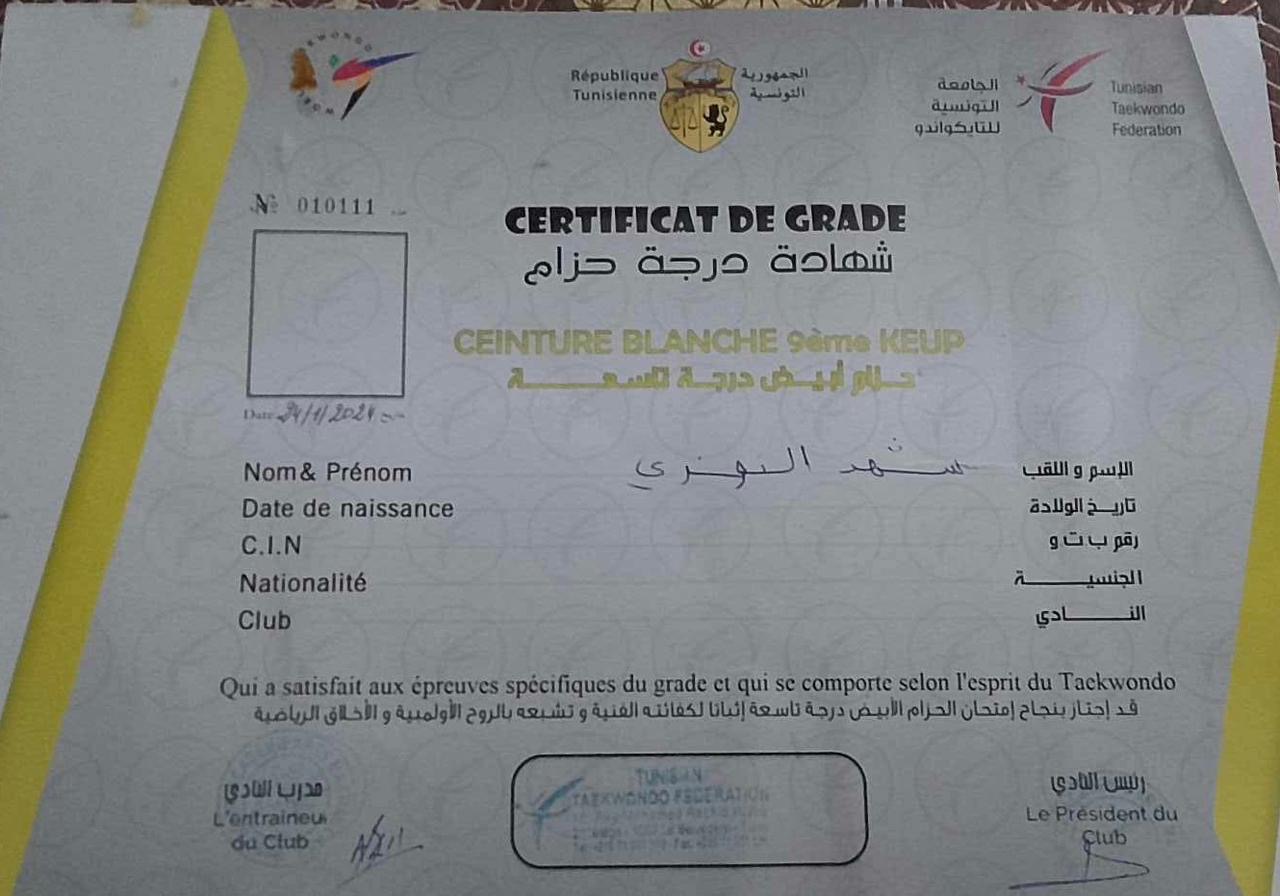 TAEKWONDO
WORLD
République
Tunisienne
الجمهورية
التونسية
الجامعة
التونسية
للتايكواندو
Tunisian
Taekwondo
Federation
№ 010111
CERTIFICAT DE GRADE
شهادة درجة حزام
CEINTURE BLANCHE 9ème KEUP
حزام أبيض درجة تاسعة
Date 24/1/2024
Nom& Prénom شهد الإسم و اللقب
Date de naissance تاريخ الولادة
C.I.N رقم ب ت و
Nationalité الجنسية
Club النادي
Qui a satisfait aux épreuves spécifiques du grade et qui se comporte selon l'esprit du Taekwondo
قد إجتاز بنجاح إمتحان الحزام الأبيض درجة تاسعة إثباتا لكفائته الفنية و تشبعه بالروح الأولمبية و الأخلاق الرياضية
مدرب النادي
L'entraineur
du Club
TUNISIAN
TAEKWONDO FEDERATION
رئيس النادي
Le Président du
Club